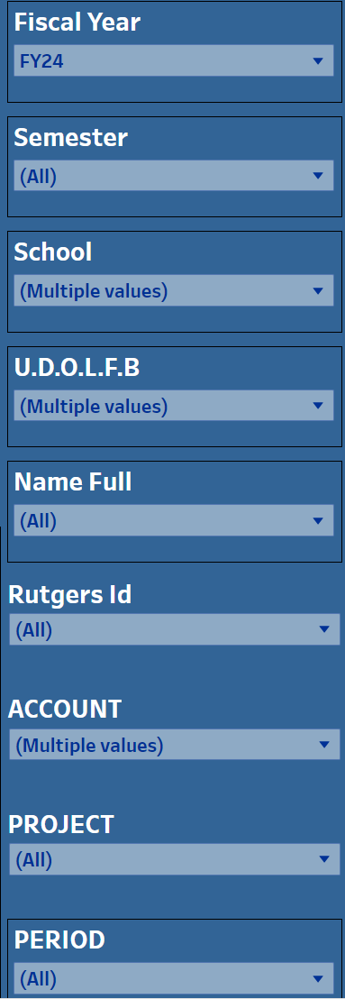 Fiscal Year
FY24
Semester
(All)
School
(Multiple values)
U.D.O.L.F.B
(Multiple values)
Name Full
(All)
Rutgers Id
(All)
ACCOUNT
(Multiple values)
PROJECT
(All)
PERIOD
(All)